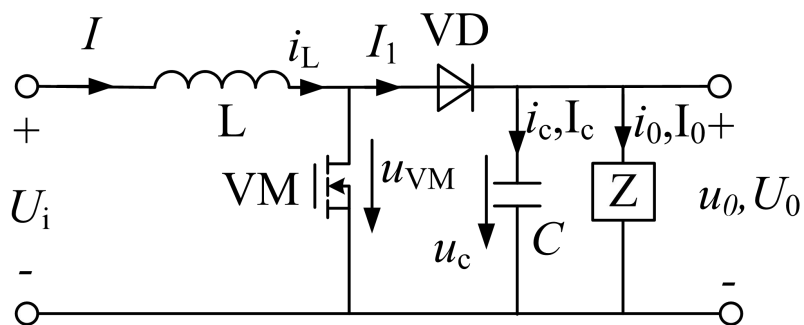 I
i_L
I_1
VD
+
L
i_c,I_c
i_0,I_0+
VM
u_VM
Z
U_i
u_0,U_0
u_c
C
-
-